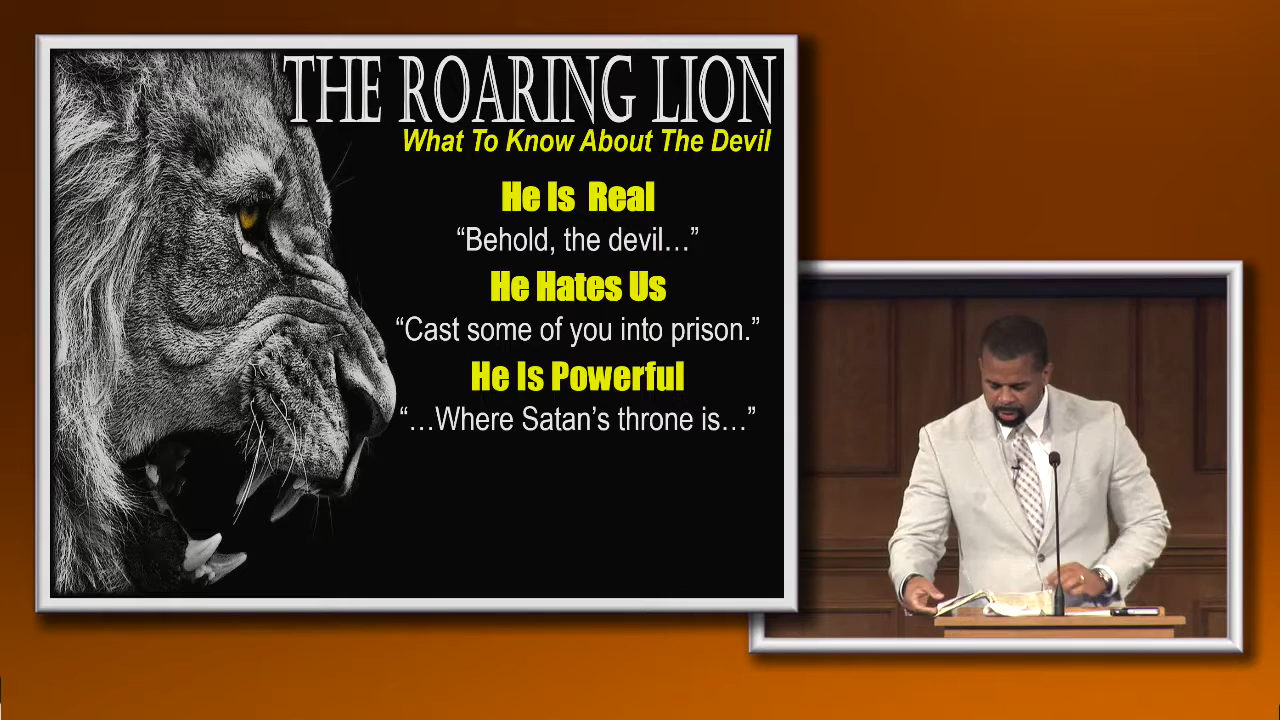 THE ROARING LION
What To Know About The Devil
He Is Real
“Behold, the devil…”
He Hates Us
“Cast some of you into prison.”
He Is Powerful
“…Where Satan’s throne is…”